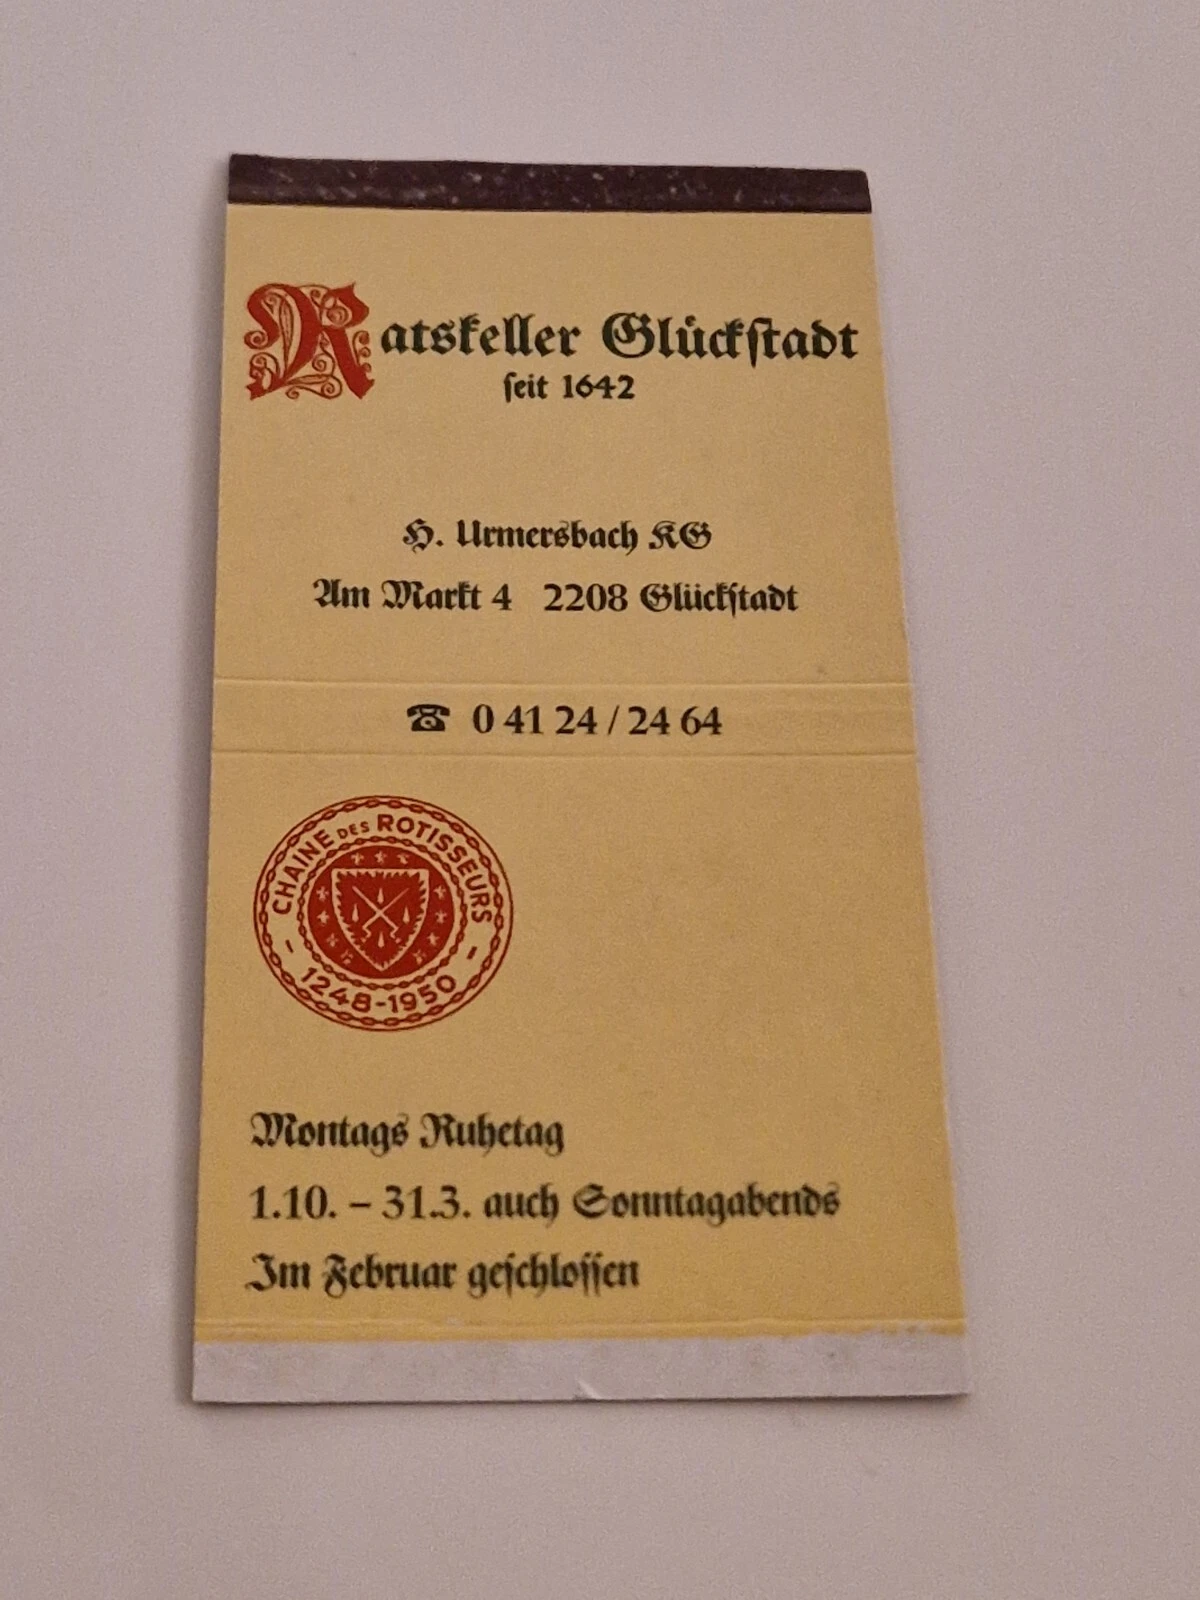 Ratskeller Glückstadt
seit 1642
H. Urmersbach KG
Am Markt 4 2208 Glückstadt
☎ 0 41 24 / 24 64
CHAINE DES ROTISSEURS
- 1248-1950 -
Montags Ruhetag
1.10. – 31.3. auch Sonntagabends
Im Februar geschlossen